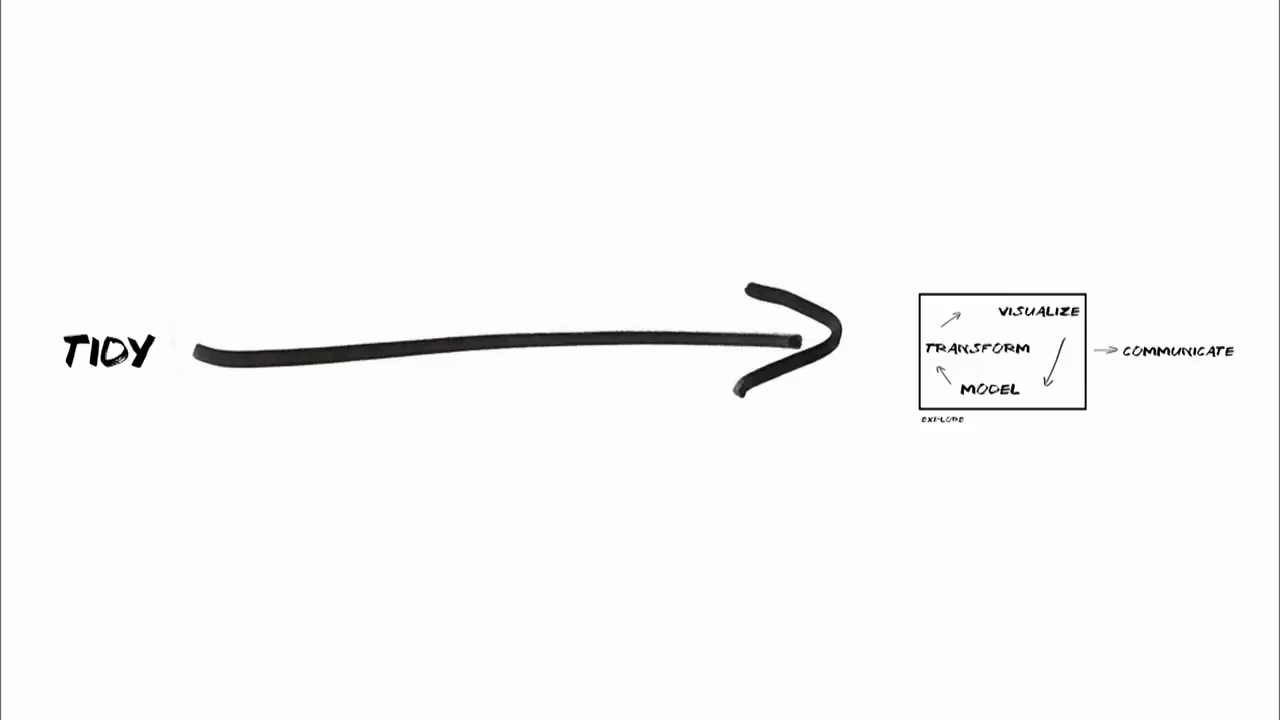 TIDY
VISUALIZE
TRANSFORM
MODEL
EXPLORE
COMMUNICATE